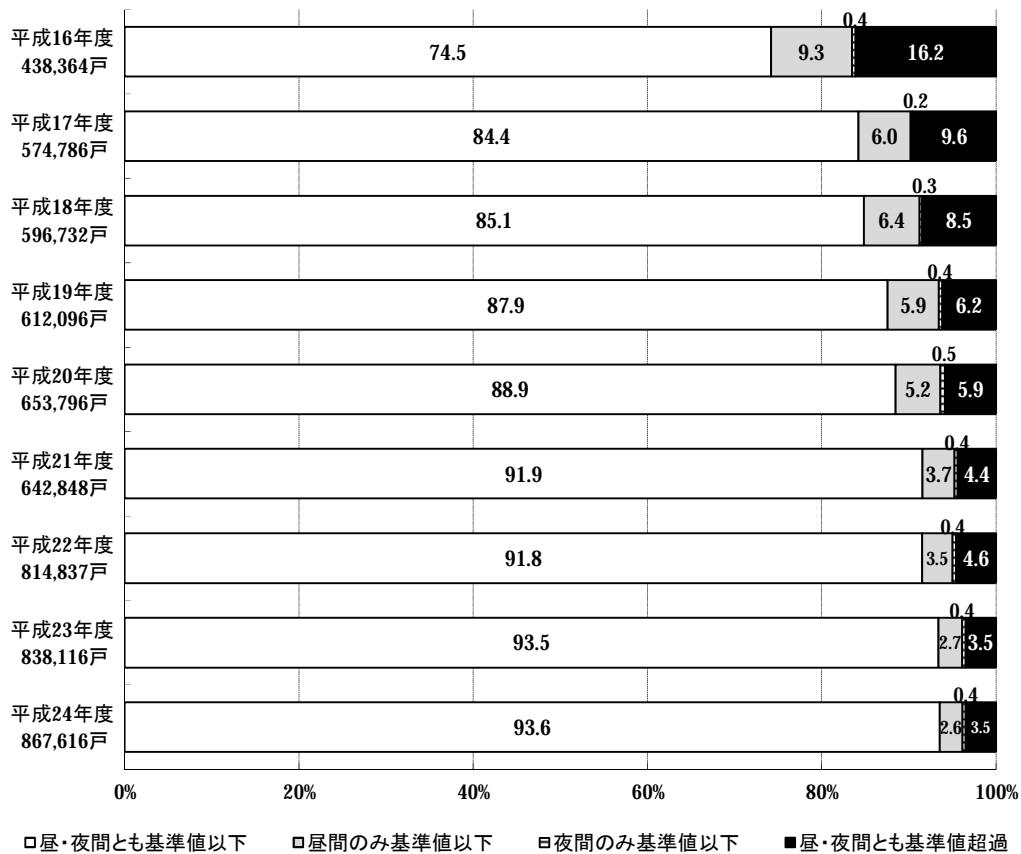 0.4
平成16年度
438,364戸
74.5 9.3 16.2
0.2
平成17年度
574,786戸
84.4 6.0 9.6
0.3
平成18年度
596,732戸
85.1 6.4 8.5
0.4
平成19年度
612,096戸
87.9 5.9 6.2
0.5
平成20年度
653,796戸
88.9 5.2 5.9
0.4
平成21年度
642,848戸
91.9 3.7 4.4
0.4
平成22年度
814,837戸
91.8 3.5 4.6
0.4
平成23年度
838,116戸
93.5 2.7 3.5
0.4
平成24年度
867,616戸
93.6 2.6 3.5
0% 20% 40% 60% 80% 100%
昼・夜間とも基準値以下 昼間のみ基準値以下 夜間のみ基準値以下 昼・夜間とも基準値超過